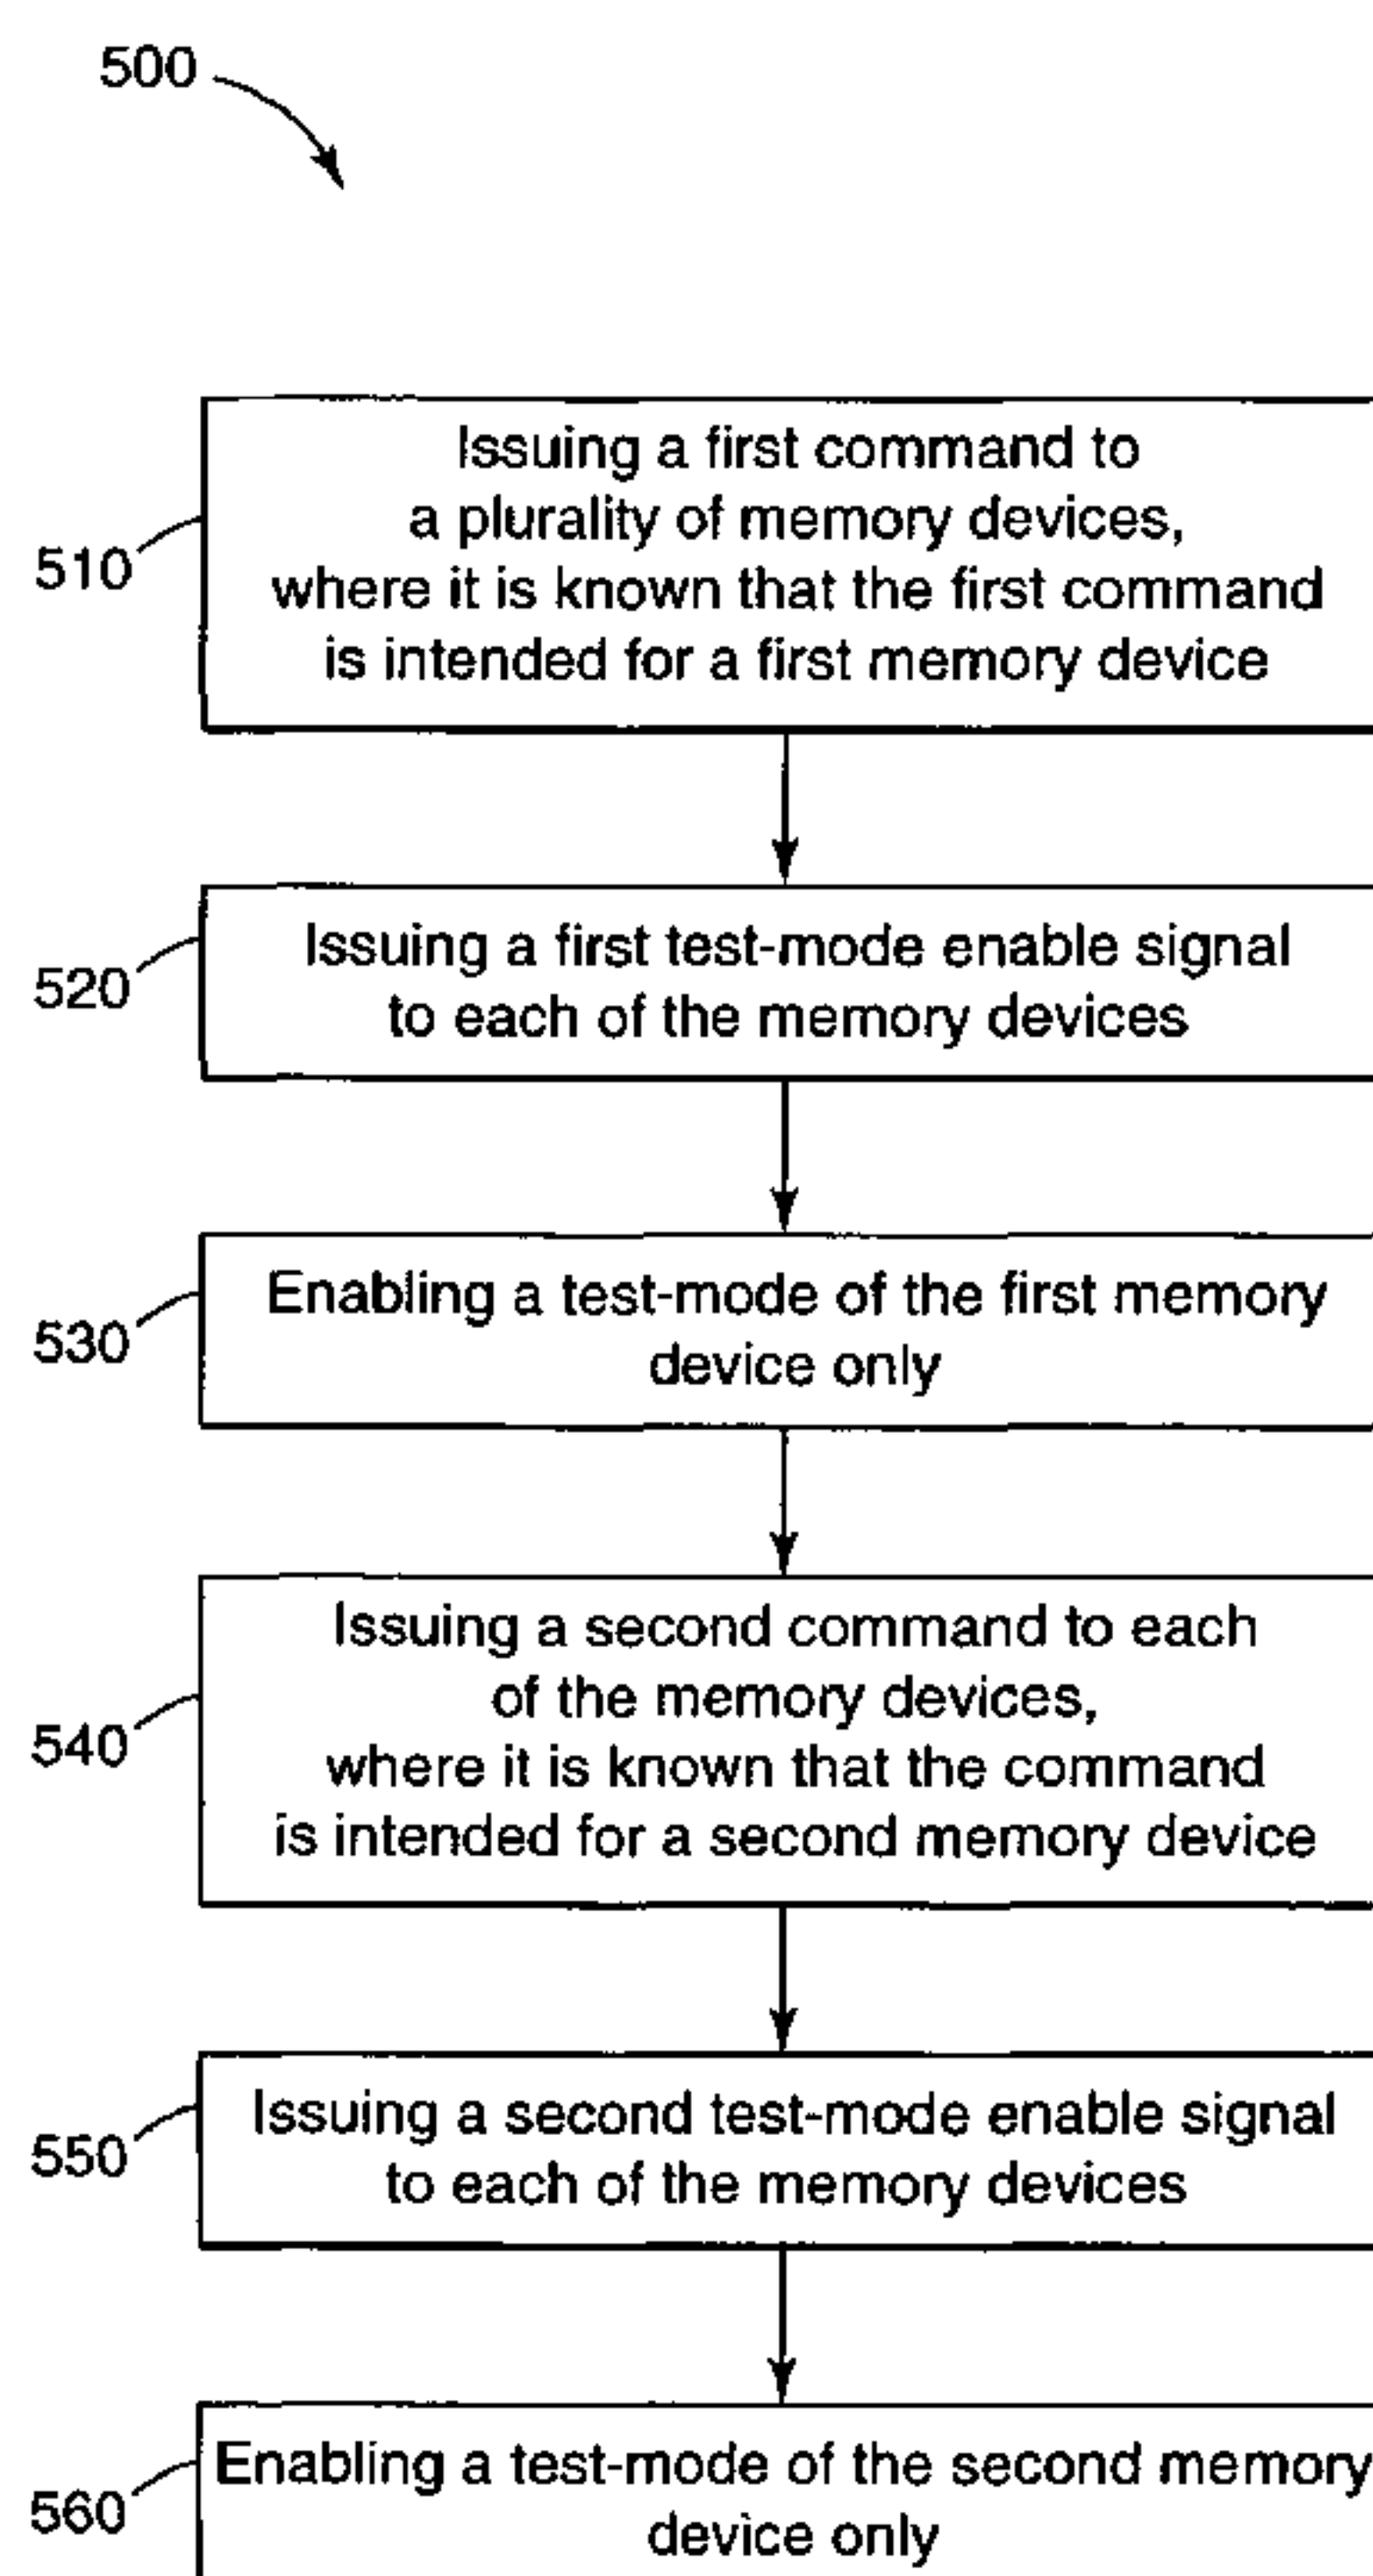 500
Issuing a first command to
a plurality of memory devices,
where it is known that the first command
is intended for a first memory device
510
Issuing a first test-mode enable signal
to each of the memory devices
520
Enabling a test-mode of the first memory
device only
530
Issuing a second command to each
of the memory devices,
where it is known that the command
is intended for a second memory device
540
Issuing a second test-mode enable signal
to each of the memory devices
550
Enabling a test-mode of the second memory
device only
560